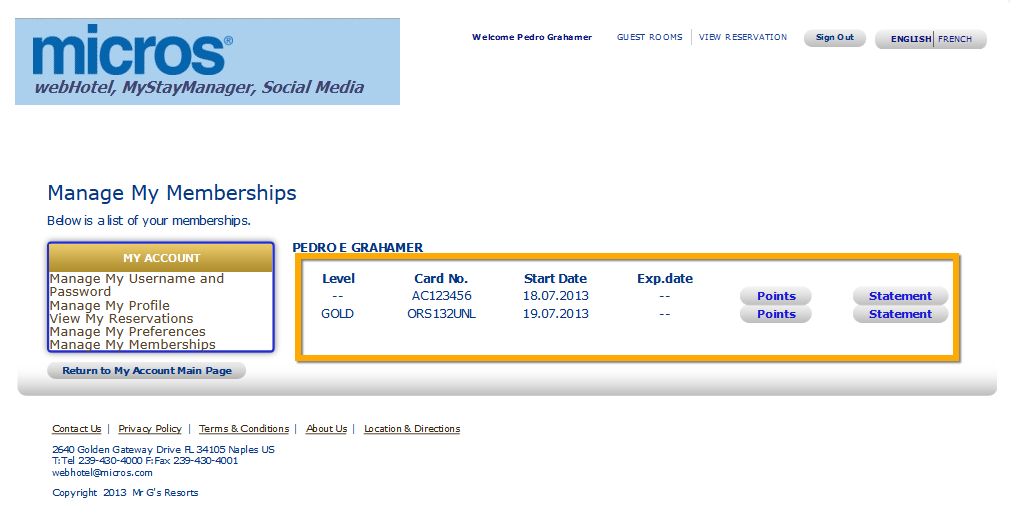 micros®
webHotel, MyStayManager, Social Media
Welcome Pedro Grahamer GUEST ROOMS VIEW RESERVATION Sign Out ENGLISH FRENCH
Manage My Memberships
Below is a list of your memberships.
MY ACCOUNT
Manage My Username and
Password
Manage My Profile
View My Reservations
Manage My Preferences
Manage My Memberships
Return to My Account Main Page
PEDRO E GRAHAMER
Level Card No. Start Date Exp.date
-- AC123456 18.07.2013 -- Points Statement
GOLD ORS132UNL 19.07.2013 -- Points Statement
Contact Us | Privacy Policy | Terms & Conditions | About Us | Location & Directions
2640 Golden Gateway Drive FL 34105 Naples US
T:Tel 239-430-4000 F:Fax 239-430-4001
webhotel@micros.com
Copyright 2013 Mr G's Resorts